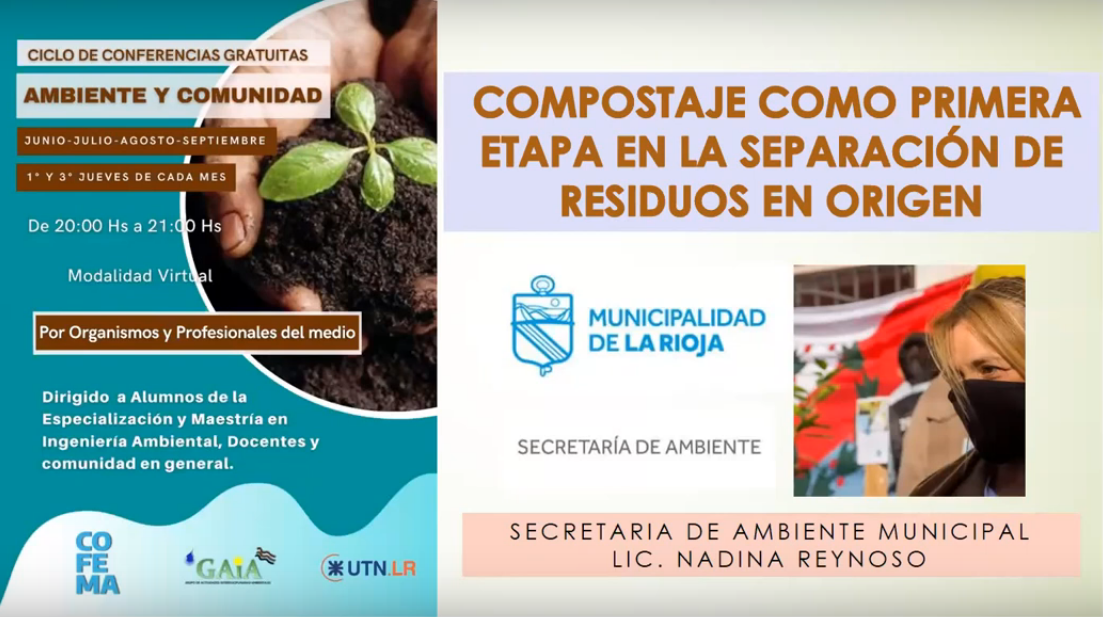 CICLO DE CONFERENCIAS GRATUITAS
AMBIENTE Y COMUNIDAD
JUNIO-JULIO-AGOSTO-SEPTIEMBRE
1° Y 3° JUEVES DE CADA MES
De 20:00 Hs a 21:00 Hs
Modalidad Virtual
Por Organismos y Profesionales del medio
Dirigido a Alumnos de la
Especialización y Maestría en
Ingeniería Ambiental, Docentes y
comunidad en general.
CO
FE
MA
GAIA
UTN.LR
COMPOSTAJE COMO PRIMERA
ETAPA EN LA SEPARACIÓN DE
RESIDUOS EN ORIGEN
MUNICIPALIDAD
DE LA RIOJA
SECRETARÍA DE AMBIENTE
SECRETARIA DE AMBIENTE MUNICIPAL
LIC. NADINA REYNOSO